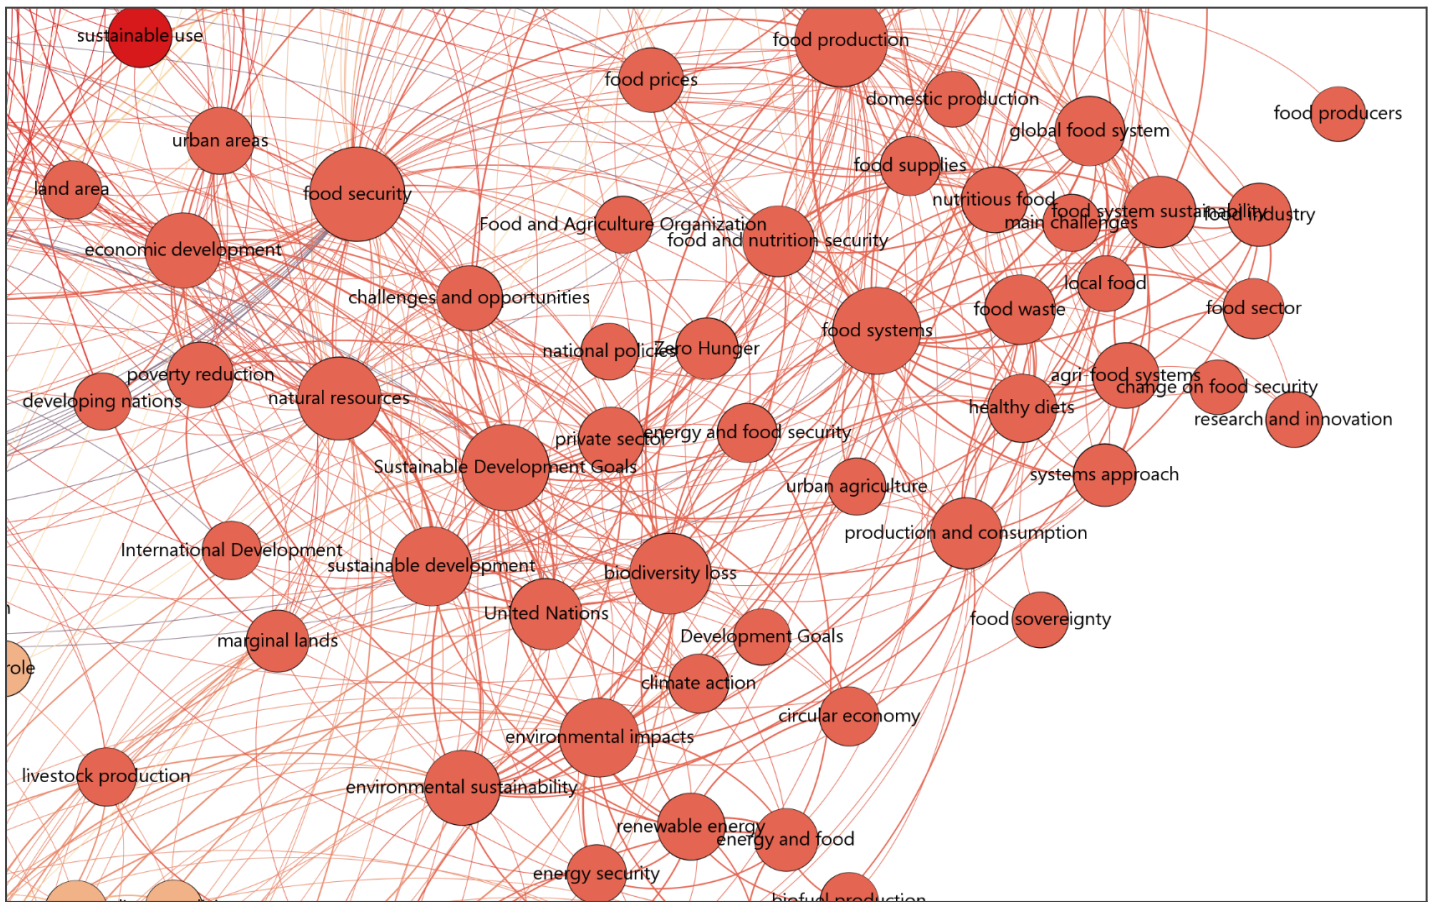 sustainable use
food production
food prices
domestic production
food producers
global food system
urban areas
food supplies
land area
food security
nutritious food
food system sustainability
food industry
main challenges
Food and Agriculture Organization
food and nutrition security
economic development
local food
challenges and opportunities
food waste
food sector
food systems
national policies
Zero Hunger
poverty reduction
agri-food systems
change on food security
developing nations
natural resources
healthy diets
research and innovation
private sector
energy and food security
Sustainable Development Goals
systems approach
urban agriculture
production and consumption
International Development
sustainable development
biodiversity loss
United Nations
food sovereignty
marginal lands
Development Goals
role
climate action
circular economy
environmental impacts
livestock production
environmental sustainability
renewable energy
energy and food
energy security
biofuel production